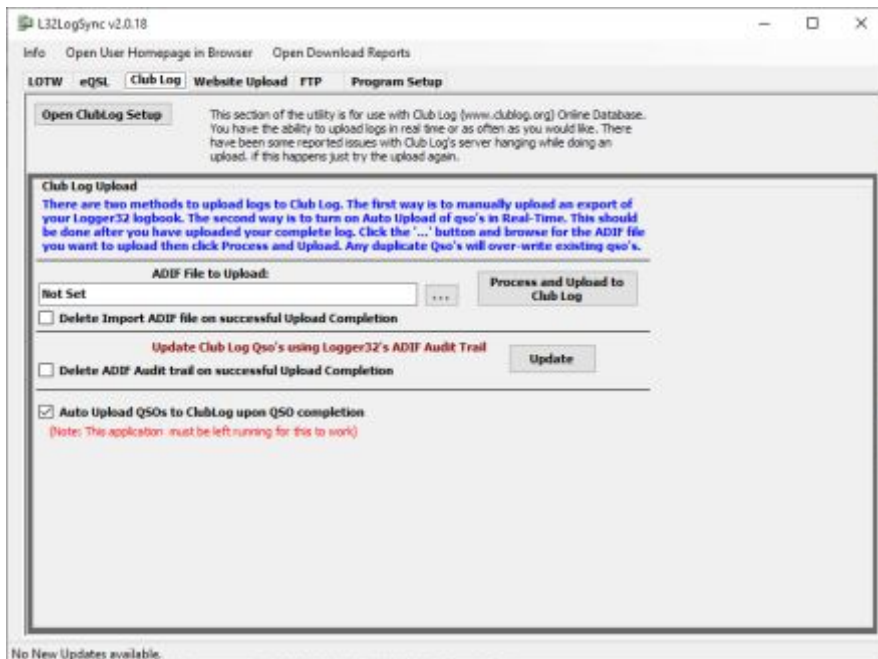 L32LogSync v2.0.18
Info Open User Homepage in Browser Open Download Reports
LOTW eQSL Club Log Website Upload FTP Program Setup
Open ClubLog Setup
This section of the utility is for use with Club Log (www.clublog.org) Online Database.
You have the ability to upload logs in real time or as often as you would like. There
have been some reported issues with Club Log's server hanging while doing an
upload. if this happens just try the upload again.
Club Log Upload
There are two methods to upload logs to Club Log. The first way is to manually upload an export of
your Logger32 logbook. The second way is to turn on Auto Upload of qso's in Real-Time. This should
be done after you have uploaded your complete log. Click the '...' button and browse for the ADIF file
you want to upload then click Process and Upload. Any duplicate Qso's will over-write existing qso's.
ADIF File to Upload:
Not Set
...
Process and Upload to
Club Log
Delete Import ADIF file on successful Upload Completion
Update Club Log Qso's using Logger32's ADIF Audit Trail
Update
Delete ADIF Audit trail on successful Upload Completion
Auto Upload QSOs to ClubLog upon QSO completion
(Note: This application must be left running for this to work)
No New Updates available.